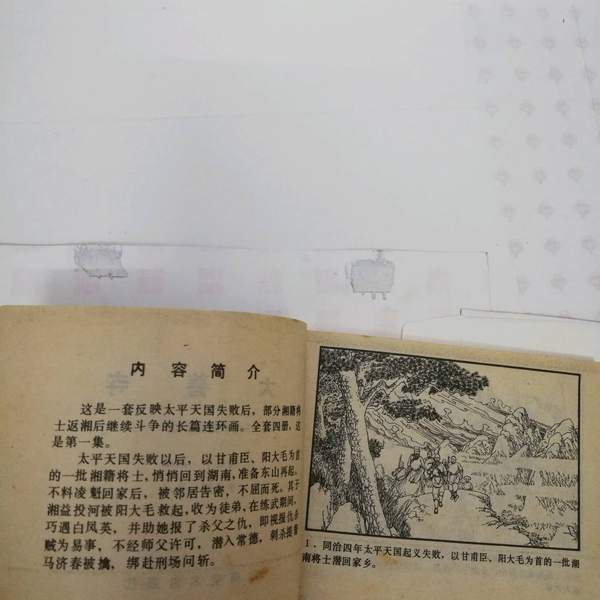 内容简介
这是一套反映太平天国失败后，部分湘籍将
士返湘后继续斗争的长篇连环画。全套四册，这
是第一集。
太平天国失败以后，以甘甫臣、阳大毛为首
的一批湘籍将士，悄悄回到湖南，准备东山再起。
不料凌魁回家后，被邻居告密，不屈而死。其子
湘益投河被阳大毛救起，收为徒弟，在练武期间，
巧遇白凤英，并助她报了杀父之仇，即视报仇杀
贼为易事，不经师父许可，潜入常德，刺杀提督
马济春被擒，绑赴刑场问斩。
1．同治四年太平天国起义失败，以甘甫臣、阳大毛为首的一批湖
南将士潜回家乡。